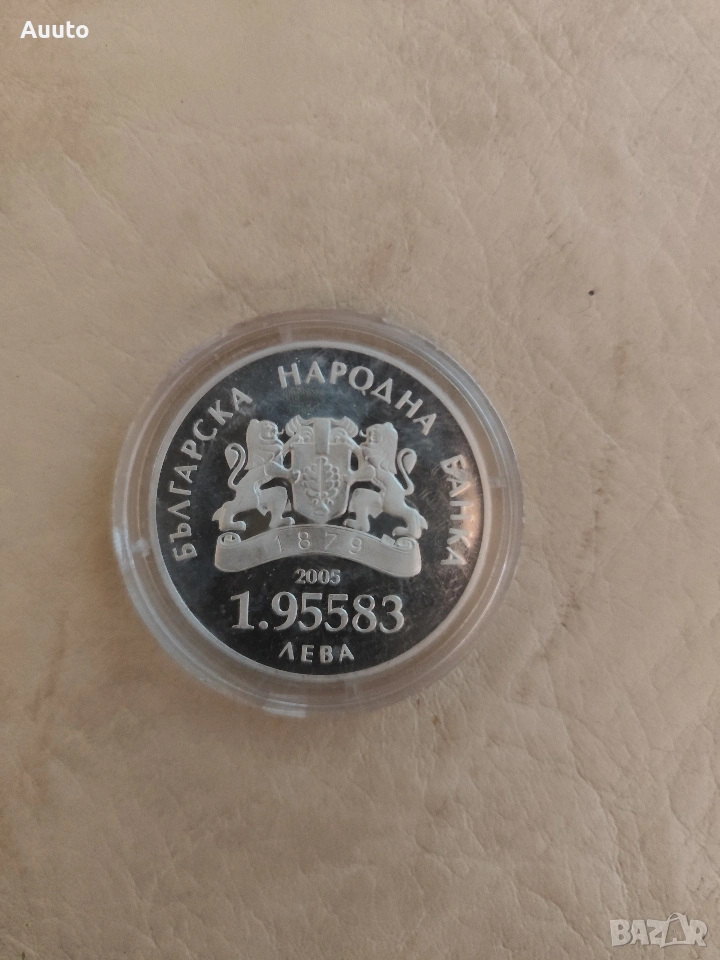 Auuto
БЪЛГАРСКА НАРОДНА БАНКА
1879
2005
1.95583
ЛЕВА
BAZAR